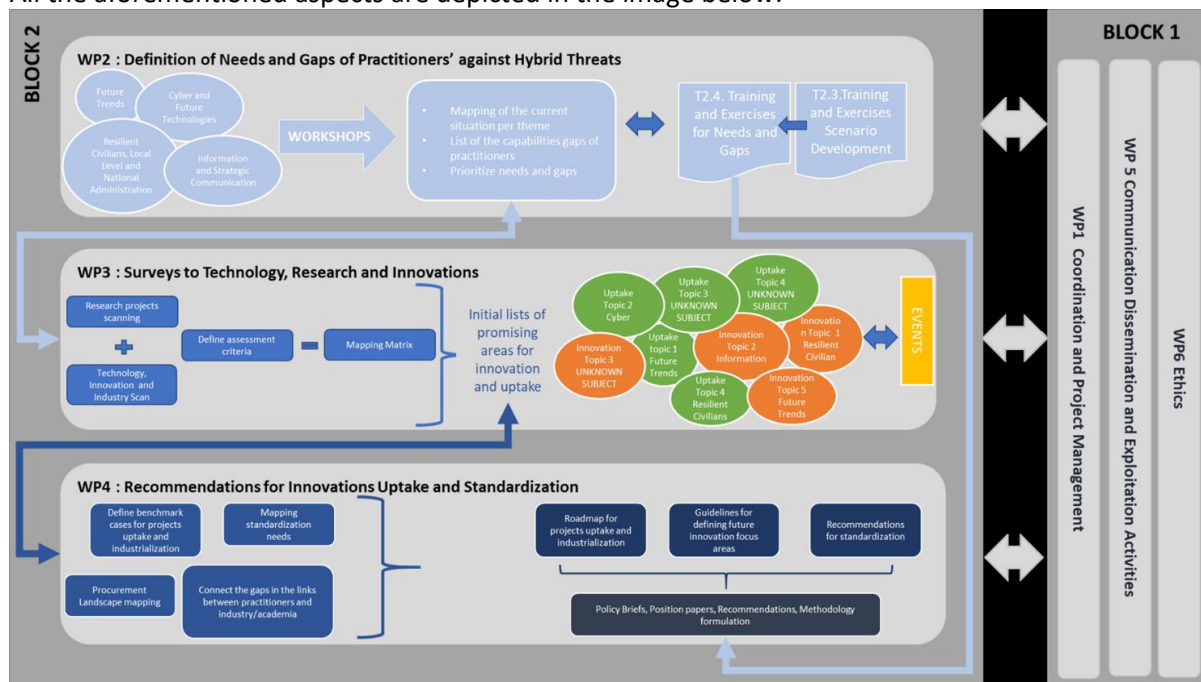 All the aforementioned aspects are depicted in the image below.
BLOCK 2
WP2 : Definition of Needs and Gaps of Practitioners' against Hybrid Threats
Future
Trends
Cyber and
Future
Technologies
Resilient
Civilians, Local
Level and
National
Administration
Information
and Strategic
Communication
WORKSHOPS
• Mapping of the current
situation per theme
• List of the capabilities gaps of
practitioners
• Prioritize needs and gaps
T2.4. Training
and Exercises
for Needs and
Gaps
T2.3.Training
and Exercises
Scenario
Development
WP3 : Surveys to Technology, Research and Innovations
Research projects
scanning
Technology,
Innovation and
Industry Scan
Define assessment
criteria
Mapping Matrix
Initial lists of
promising
areas for
innovation
and uptake
Uptake
Topic 2
Cyber
Uptake
Topic 3
UNKNOWN
SUBJECT
Uptake
Topic 4
UNKNOWN
SUBJECT
Innovation
Topic 3
UNKNOWN
SUBJECT
Uptake
topic 1
Future
Trends
Innovation
Topic 2
Information
Innovatio
n Topic 1
Resilient
Civilian
Uptake
Topic 4
Resilient
Civilians
Innovation
Topic 5
Future
Trends
EVENTS
WP4 : Recommendations for Innovations Uptake and Standardization
Define benchmark
cases for projects
uptake and
industrialization
Mapping
standardization
needs
Procurement
Landscape mapping
Connect the gaps in the links
between practitioners and
industry/academia
Roadmap for
projects uptake and
industrialization
Guidelines for
defining future
innovation focus
areas
Recommendations
for standardization
Policy Briefs, Position papers, Recommendations, Methodology
formulation
BLOCK 1
WP1 Coordination and Project Management
WP 5 Communication Dissemination and Exploitation Activities
WP6 Ethics